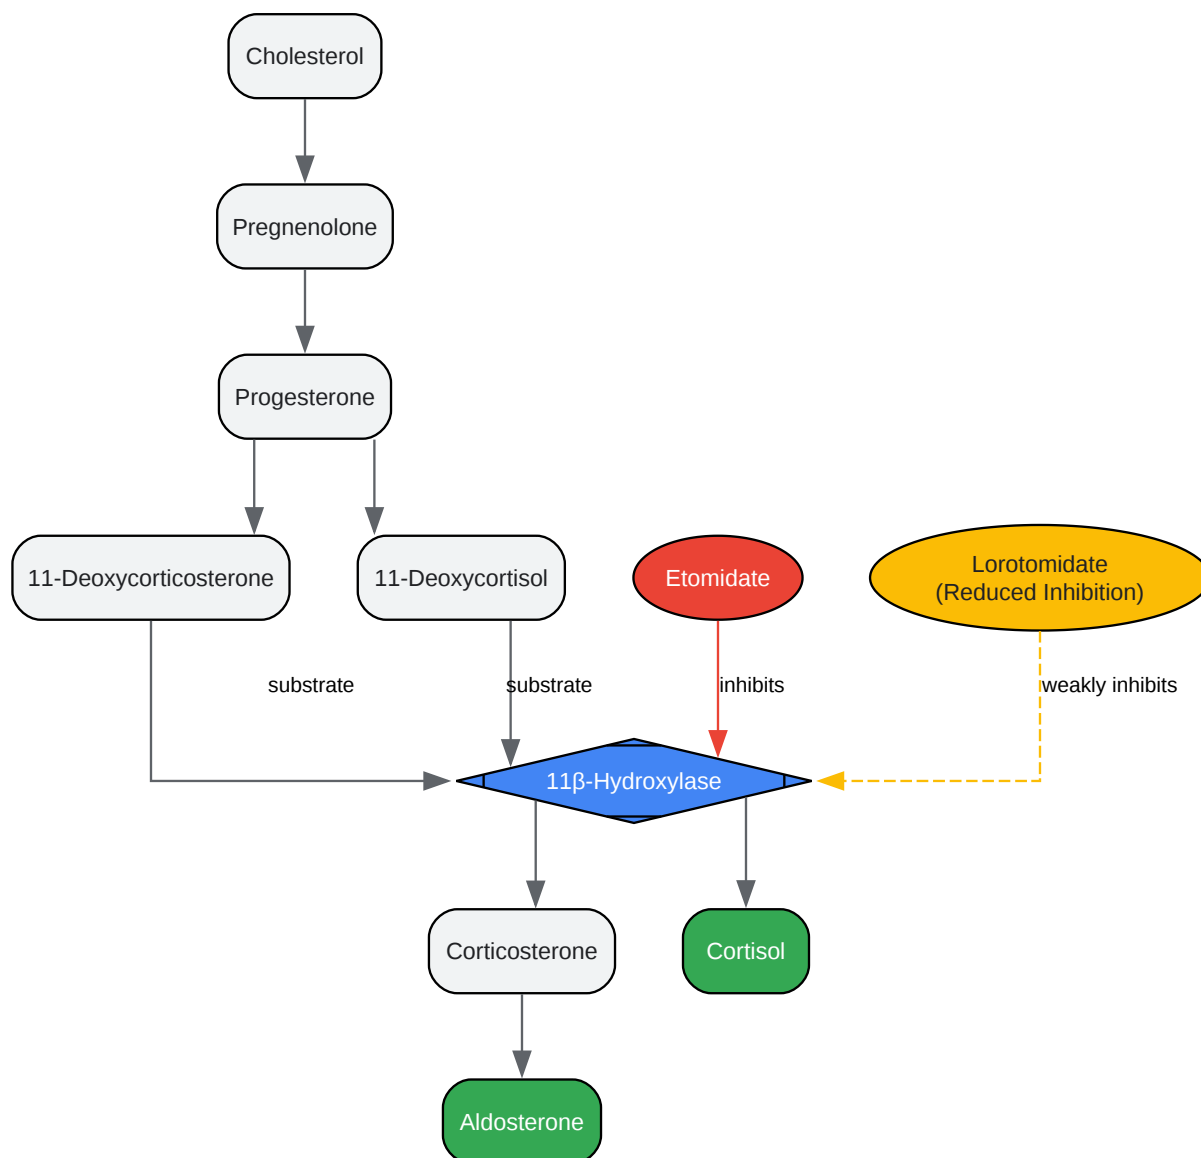 Cholesterol
Pregnenolone
Progesterone
11-Deoxycorticosterone
11-Deoxycortisol
Etomidate
Lorotomidate
(Reduced Inhibition)
substrate
substrate
inhibits
weakly inhibits
11β-Hydroxylase
Corticosterone
Cortisol
Aldosterone